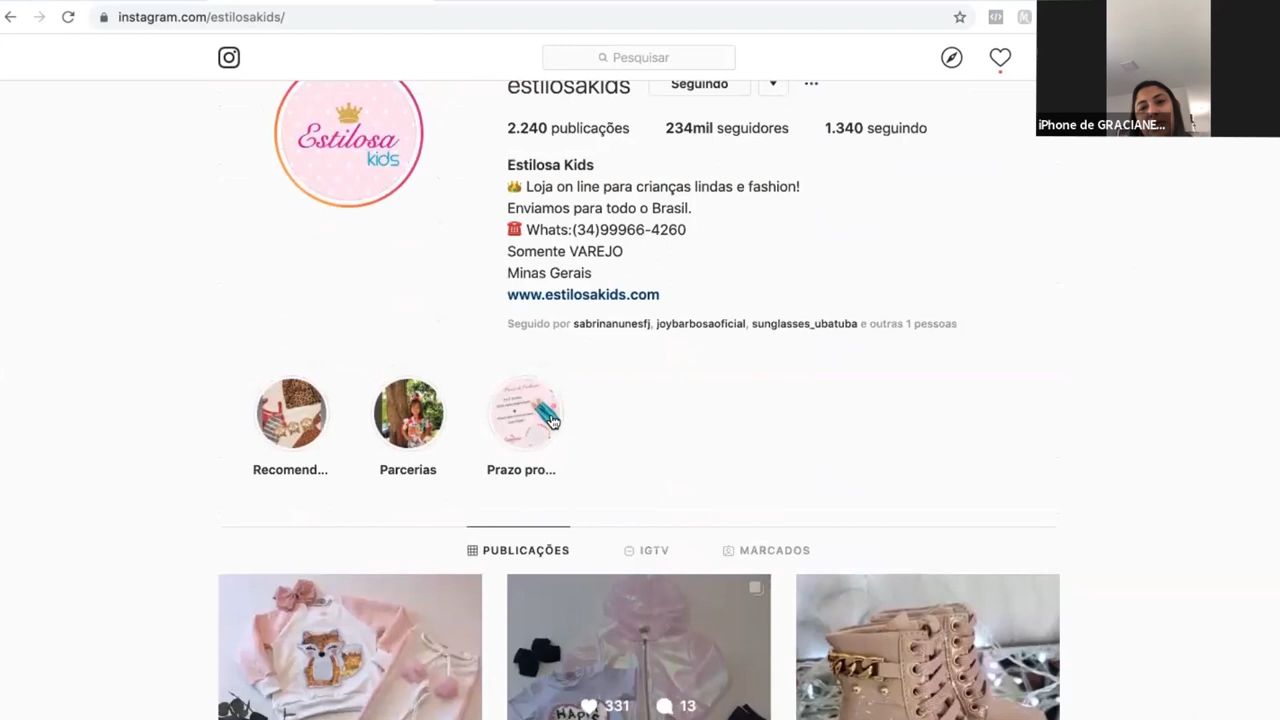 instagram.com/estilosakids/
Pesquisar
iPhone de GRACIANE...
estilosakids
Seguindo
Estilosa
kids
2.240 publicações 234mil seguidores 1.340 seguindo
Estilosa Kids
Loja on line para crianças lindas e fashion!
Enviamos para todo o Brasil.
Whats:(34)99966-4260
Somente VAREJO
Minas Gerais
www.estilosakids.com
Seguido por sabrinanunesfj, joybarbosaoficial, sunglasses_ubatuba e outras 1 pessoas
Recomend... Parcerias Prazo pro...
PUBLICAÇÕES IGTV MARCADOS
331 13